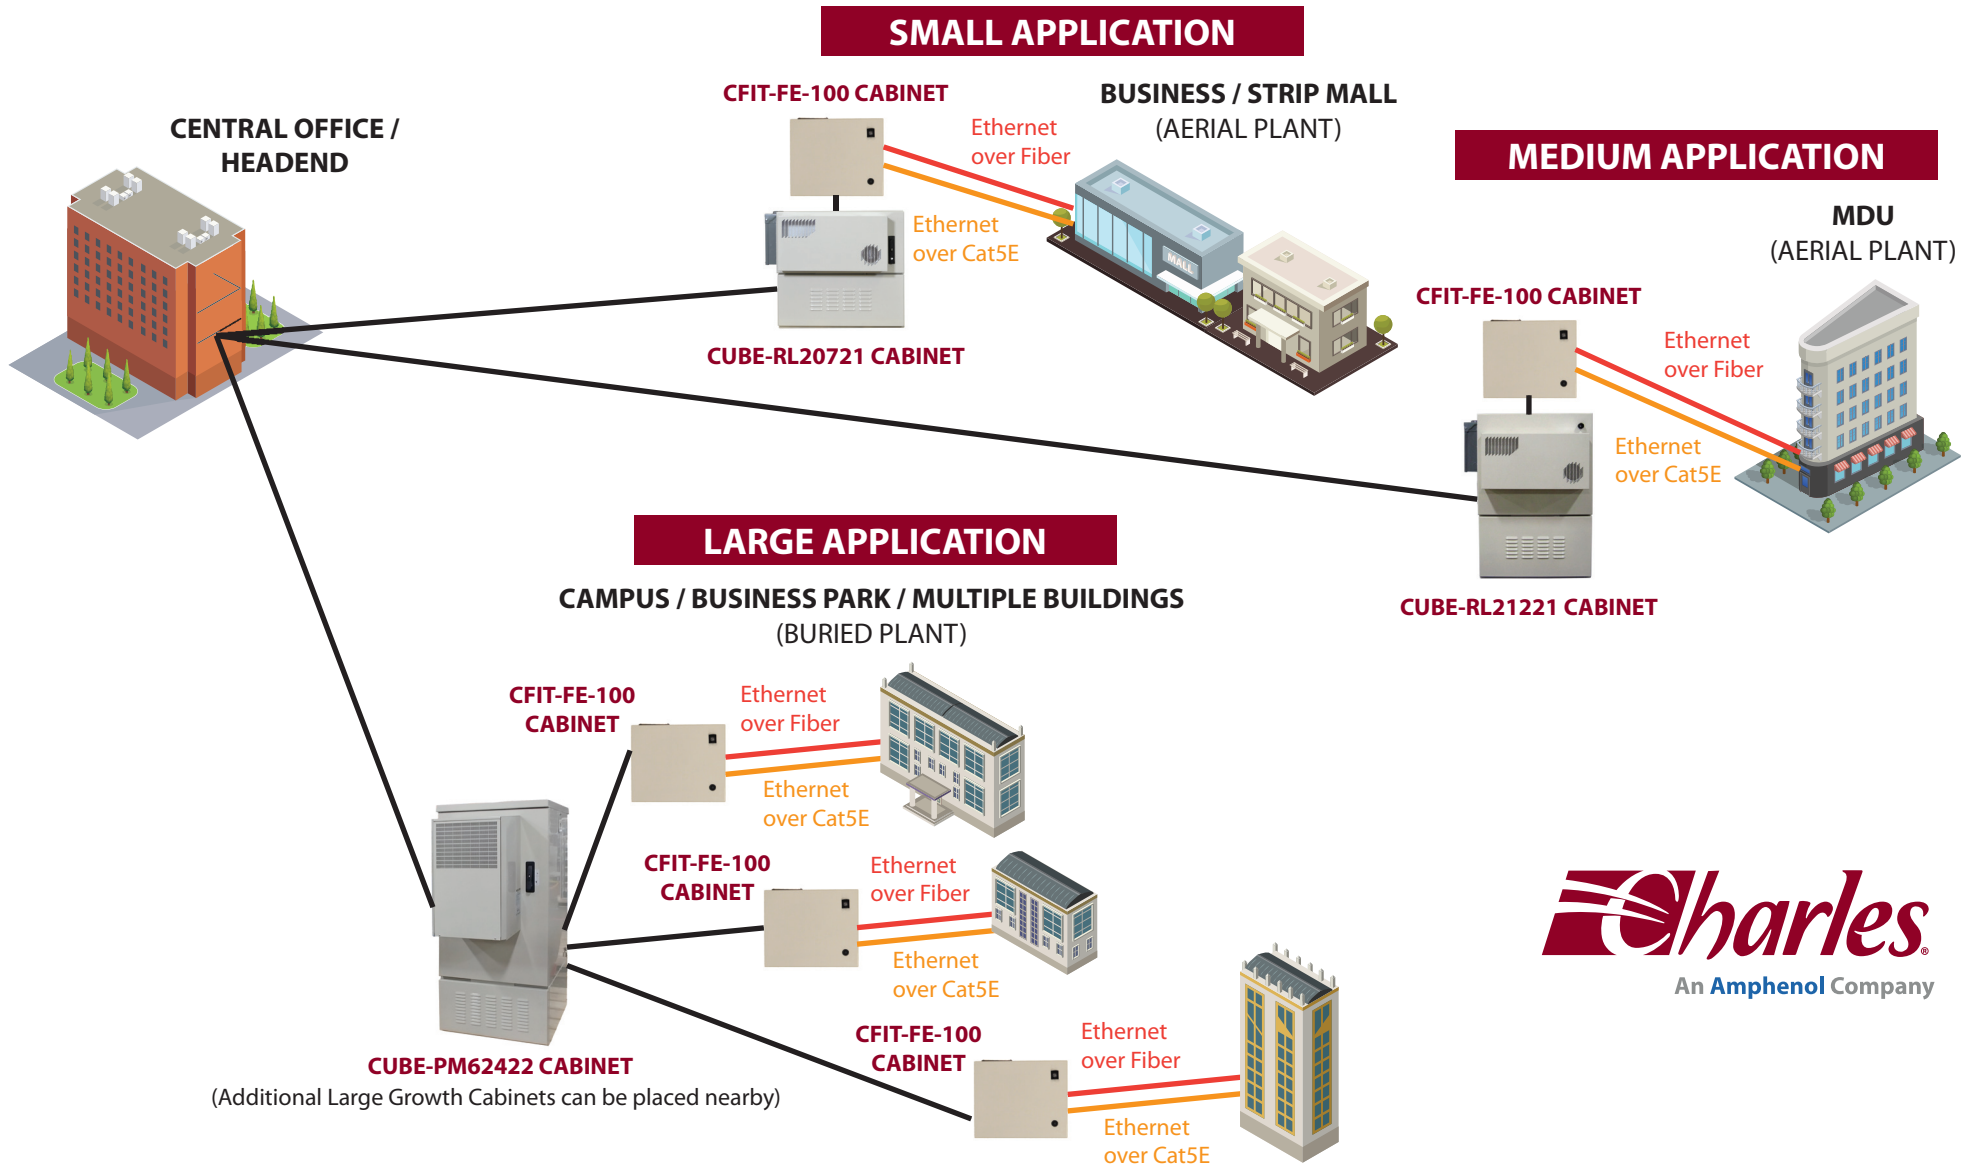 SMALL APPLICATION
CFIT-FE-100 CABINET
BUSINESS / STRIP MALL
(AERIAL PLANT)
Ethernet
over Fiber
Ethernet
over Cat5E
MALL
CUBE-RL20721 CABINET
CENTRAL OFFICE /
HEADEND
MEDIUM APPLICATION
MDU
(AERIAL PLANT)
CFIT-FE-100 CABINET
Ethernet
over Fiber
Ethernet
over Cat5E
CUBE-RL21221 CABINET
LARGE APPLICATION
CAMPUS / BUSINESS PARK / MULTIPLE BUILDINGS
(BURIED PLANT)
CFIT-FE-100
CABINET
Ethernet
over Fiber
Ethernet
over Cat5E
CFIT-FE-100
CABINET
Ethernet
over Fiber
Ethernet
over Cat5E
CFIT-FE-100
CABINET
Ethernet
over Fiber
Ethernet
over Cat5E
CUBE-PM62422 CABINET
(Additional Large Growth Cabinets can be placed nearby)
Charles®
An Amphenol Company